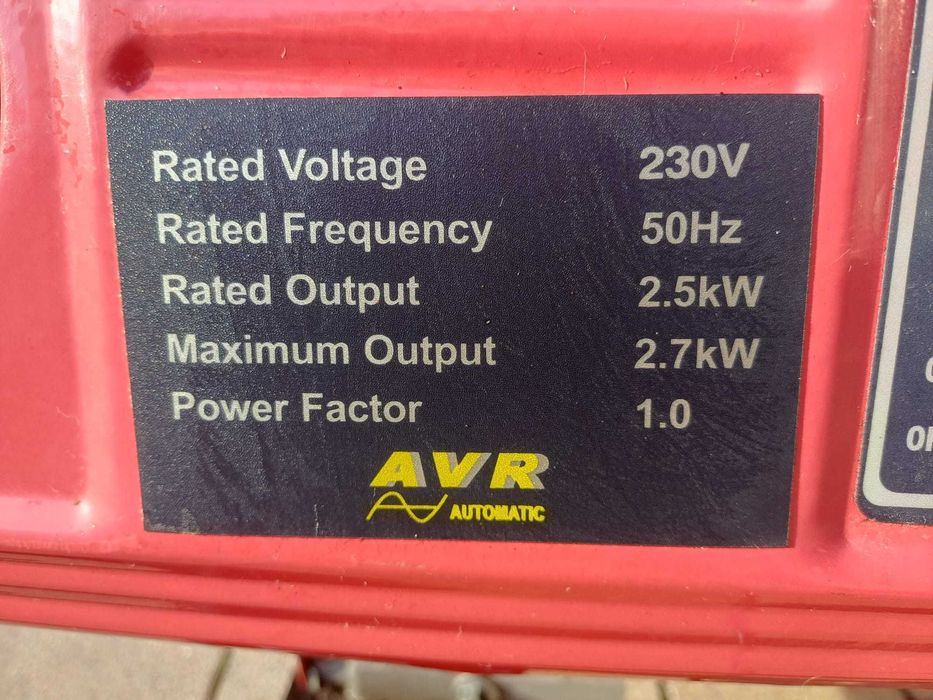 Rated Voltage 230V
Rated Frequency 50Hz
Rated Output 2.5kW
Maximum Output 2.7kW
Power Factor 1.0
AVR
AUTOMATIC